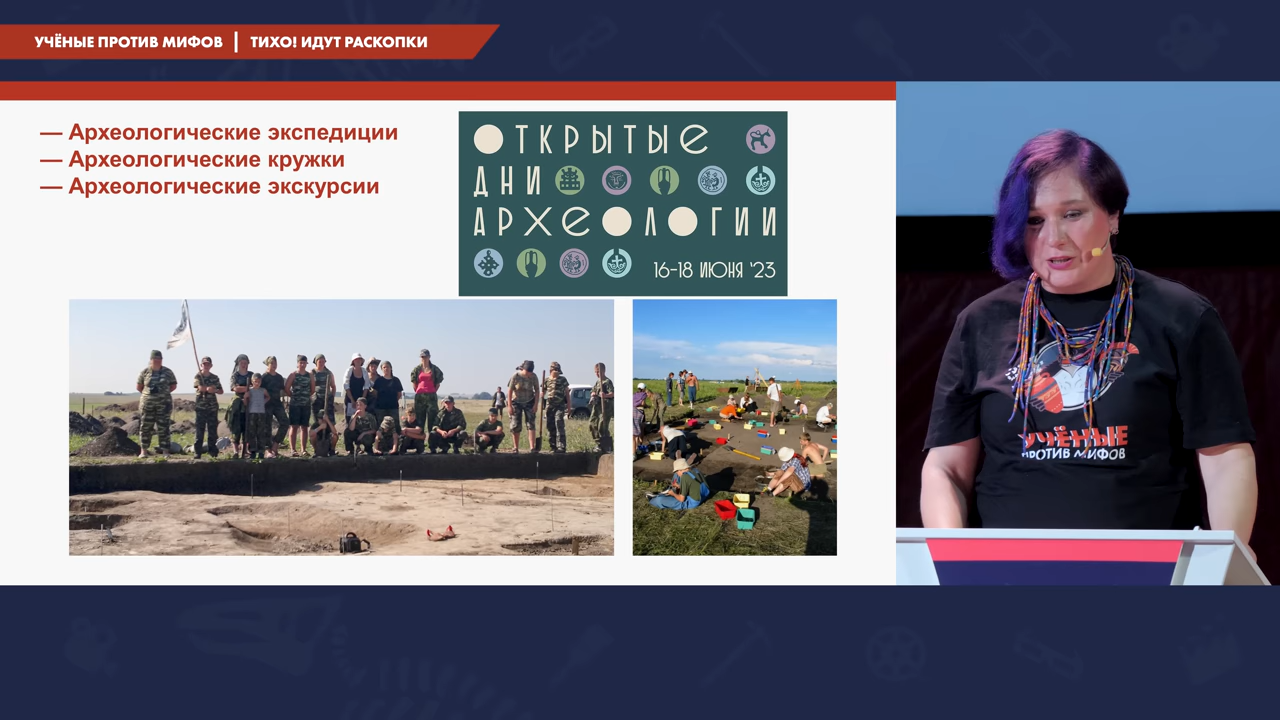 УЧЁНЫЕ ПРОТИВ МИФОВ | ТИХО! ИДУТ РАСКОПКИ
— Археологические экспедиции
— Археологические кружки
— Археологические экскурсии
ОТКРЫТЫЕ
ДНИ
АРХЕОЛОГИИ
16-18 ИЮНЯ '23
УЧЁНЫЕ
ПРОТИВ МИФОВ